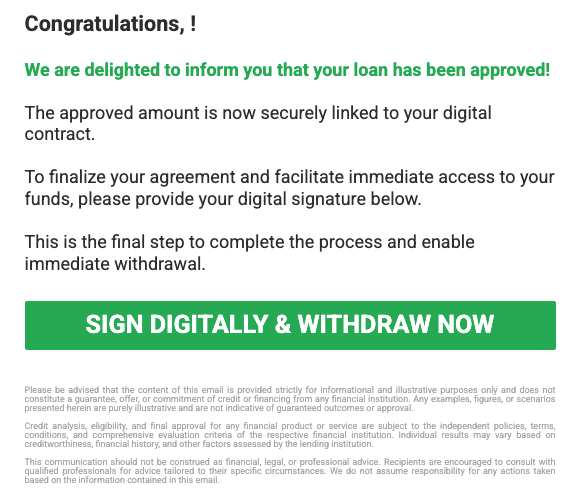 Congratulations, !
We are delighted to inform you that your loan has been approved!
The approved amount is now securely linked to your digital
contract.
To finalize your agreement and facilitate immediate access to your
funds, please provide your digital signature below.
This is the final step to complete the process and enable
immediate withdrawal.
SIGN DIGITALLY & WITHDRAW NOW
Please be advised that the content of this email is provided strictly for informational and illustrative purposes only and does not
constitute a guarantee, offer, or commitment of credit or financing from any financial institution. Any examples, figures, or scenarios
presented herein are purely illustrative and are not indicative of guaranteed outcomes or approval.
Credit analysis, eligibility, and final approval for any financial product or service are subject to the independent policies, terms,
conditions, and comprehensive evaluation criteria of the respective financial institution. Individual results may vary based on
creditworthiness, financial history, and other factors assessed by the lending institution.
This communication should not be construed as financial, legal, or professional advice. Recipients are encouraged to consult with
qualified professionals for advice tailored to their specific circumstances. We do not assume responsibility for any actions taken
based on the information contained in this email.